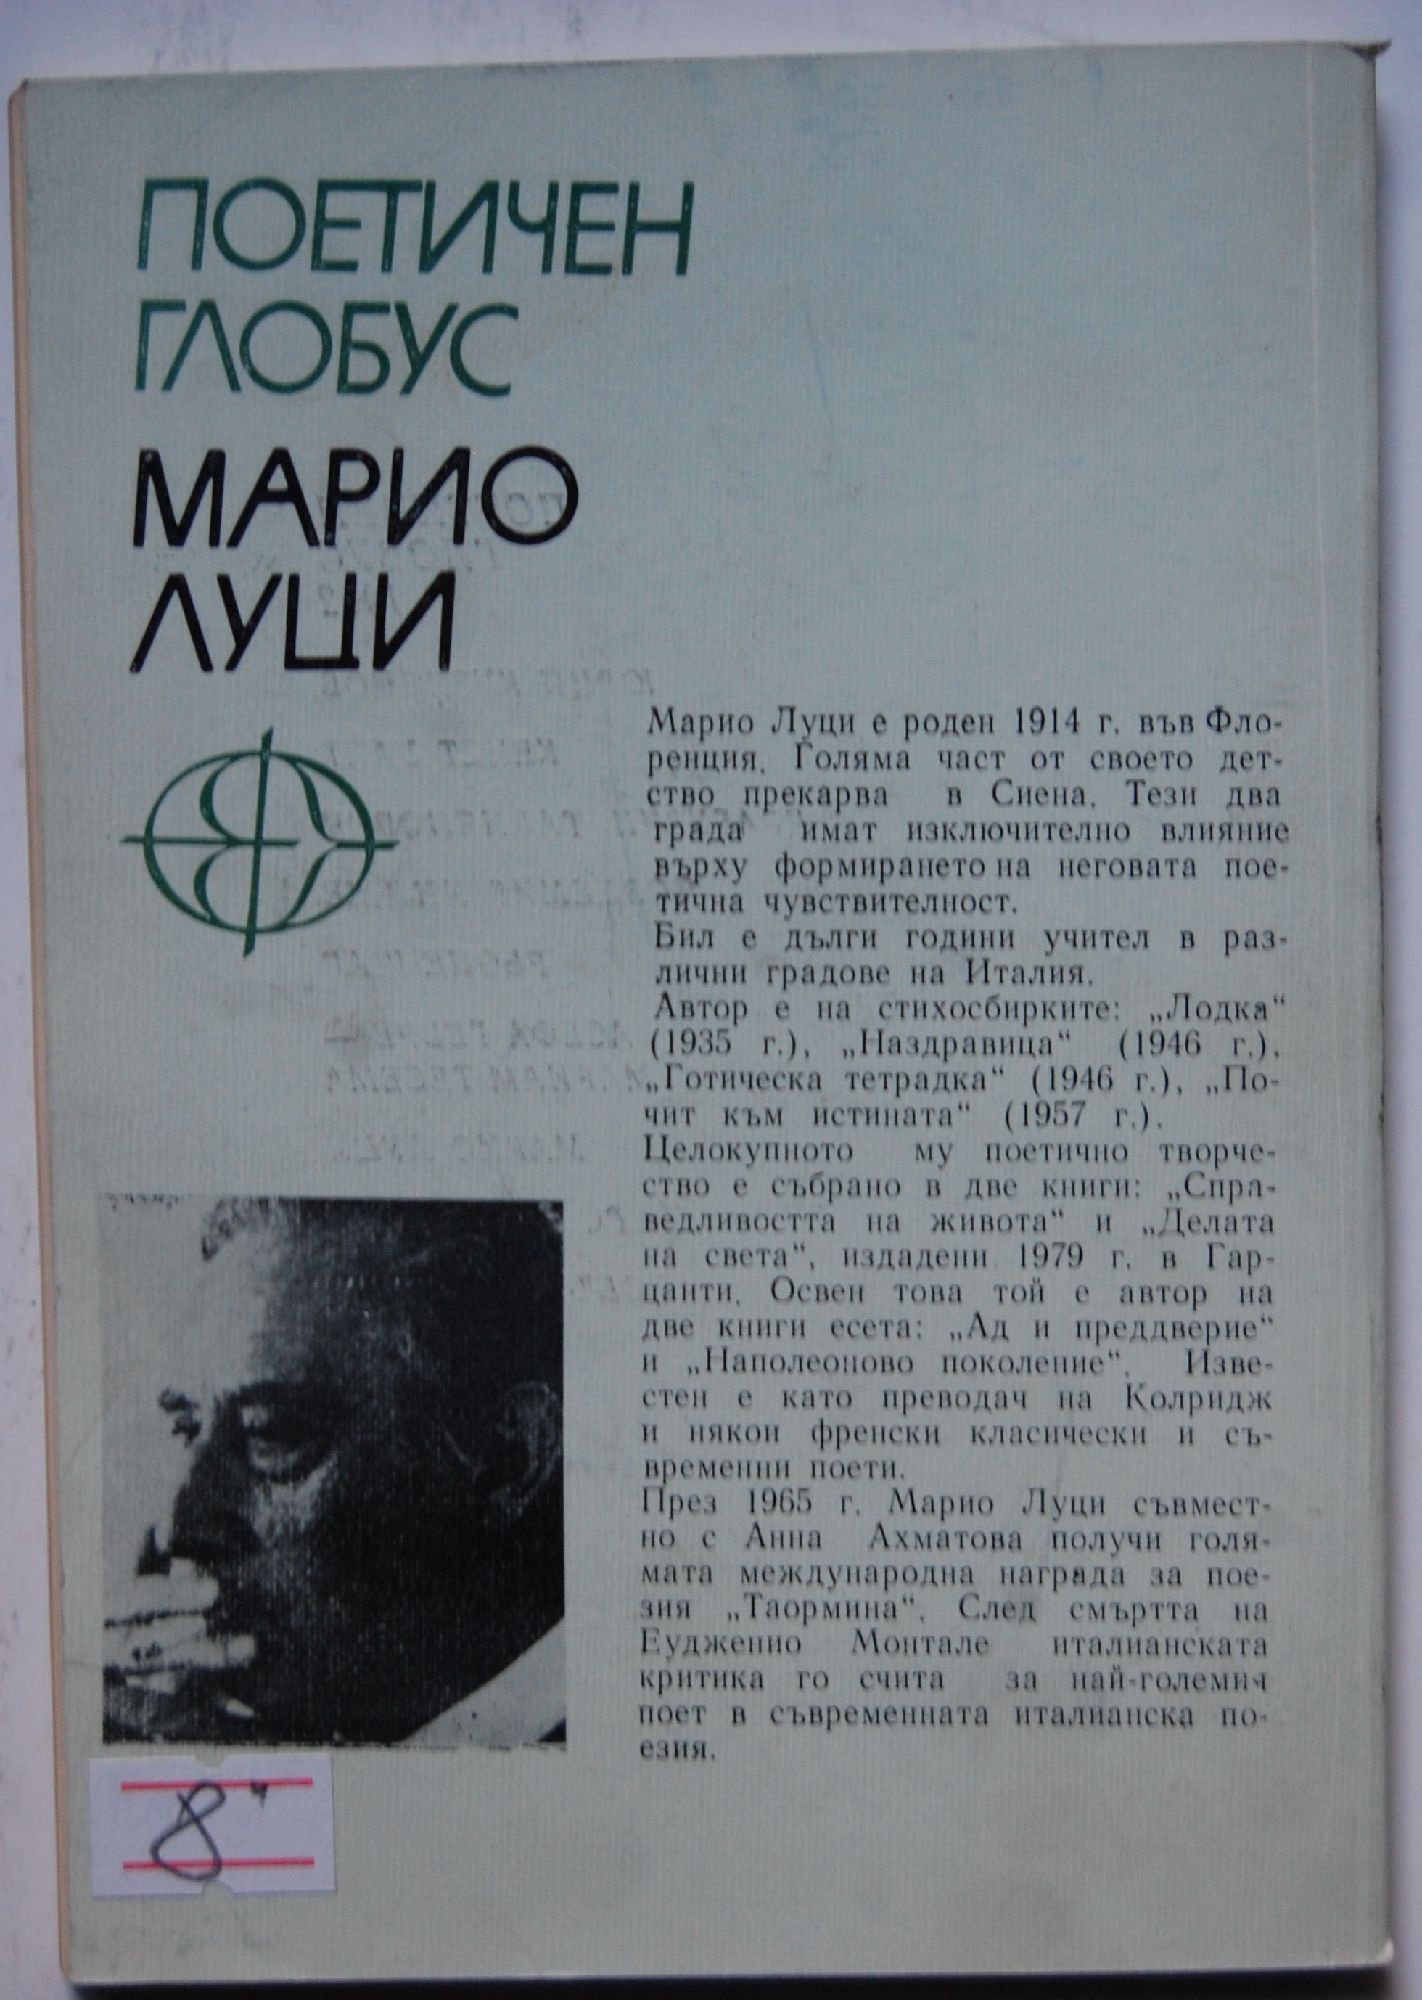 ПОЕТИЧЕН
ГЛОБУС
МАРИО
ЛУЦИ
Марио Луци е роден 1914 г. във Фло-
ренция. Голяма част от своето дет-
ство прекарва в Сиена. Тези два
града имат изключително влияние
върху формирането на неговата пое-
тична чувствителност.
Бил е дълги години учител в раз-
лични градове на Италия.
Автор е на стихосбирките: „Лодка“
(1935 г.), „Наздравица“ (1946 г.),
„Готическа тетрадка“ (1946 г.), „По-
чит към истината“ (1957 г.).
Целокупното му поетично творче-
ство е събрано в две книги: „Спра-
ведливостта на живота“ и „Делата
на света“, издадени 1979 г. в Гар-
цанти. Освен това той е автор на
две книги есета: „Ад и преддверие“
и „Наполеоново поколение“. Изве-
стен е като преводач на Колридж
и някои френски класически и съ-
временни поети.
През 1965 г. Марио Луци съвмест-
но с Анна Ахматова получи голя-
мата международна награда за пое-
зия „Таормина“. След смъртта на
Еудженио Монтале италианската
критика го счита за най-големия
поет в съвременната италианска по-
езия.
8